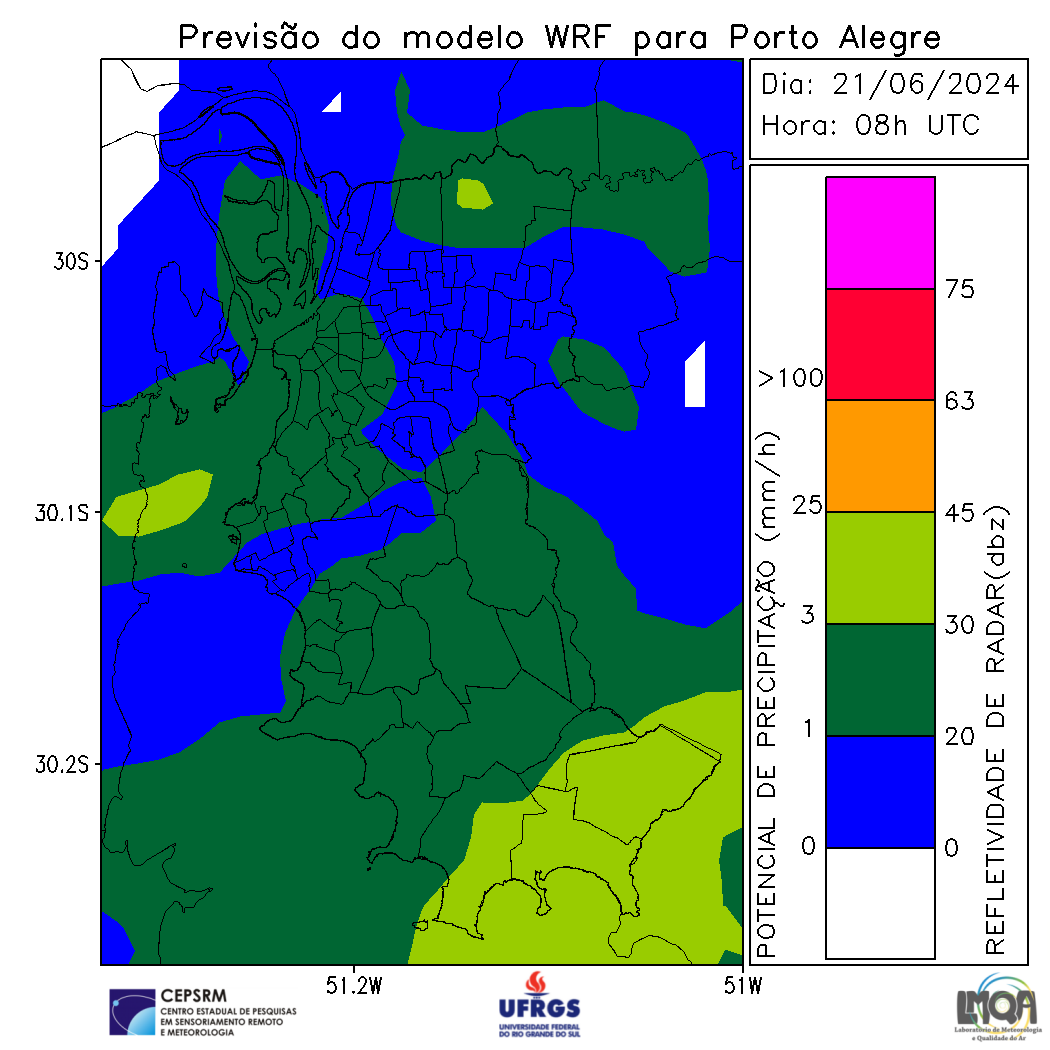 Previsão do modelo WRF para Porto Alegre
Dia: 21/06/2024
Hora: 08h UTC
30S
30.1S
30.2S
51.2W
51W
POTENCIAL DE PRECIPITAÇÃO (mm/h)
>100
25
3
1
0
75
63
45
30
20
0
REFLETIVIDADE DE RADAR(dbz)
CEPSRM
CENTRO ESTADUAL DE PESQUISAS
EM SENSORIAMENTO REMOTO
E METEOROLOGIA
UFRGS
UNIVERSIDADE FEDERAL
DO RIO GRANDE DO SUL
LMQA
Laboratório de Meteorologia
e Qualidade do Ar